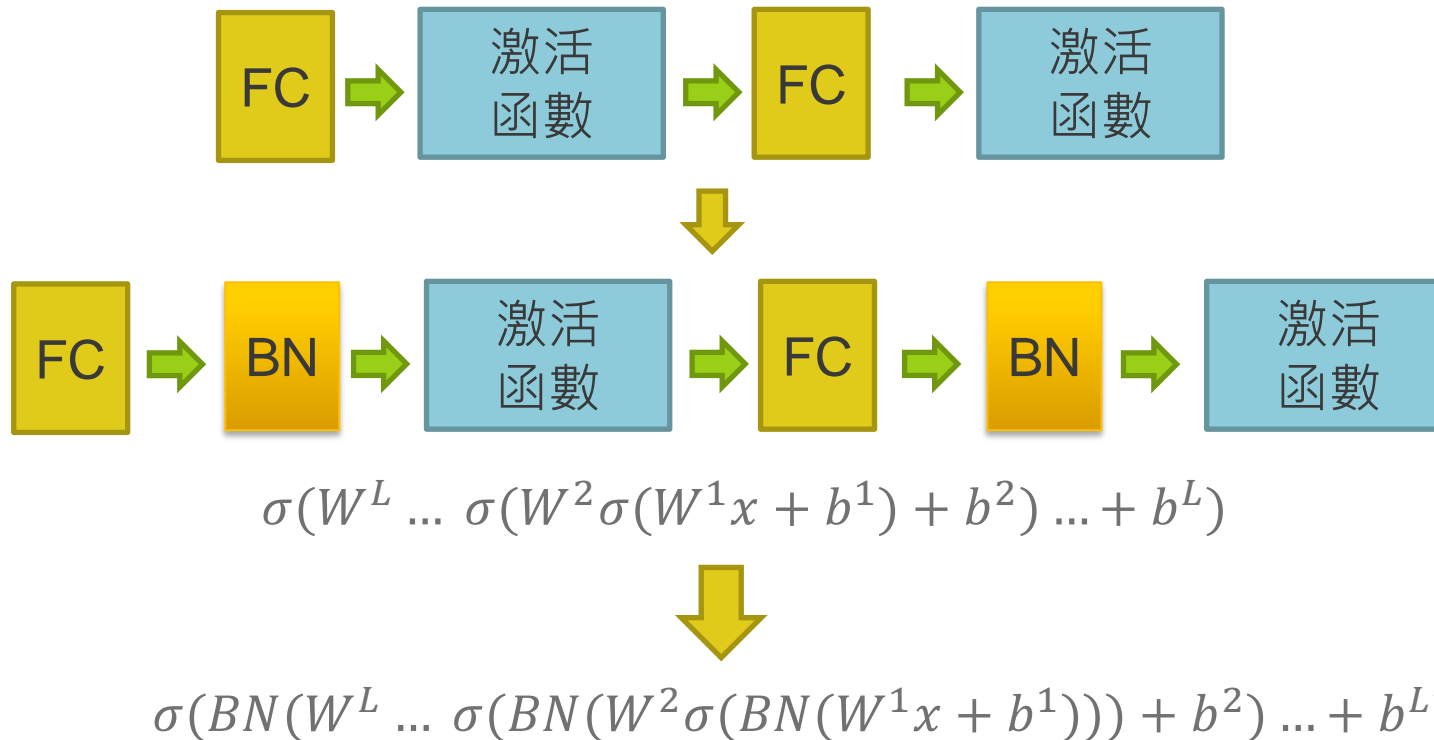 FC 激活 FC 激活
函數 函數
FC BN 激活 FC BN 激活
函數 函數
σ(W^L … σ(W^2σ(W^1x + b^1) + b^2) … + b^L)
σ(BN(W^L … σ(BN(W^2σ(BN(W^1x + b^1))) + b^2) … + b^L